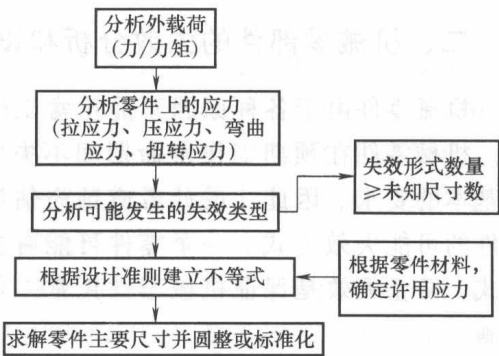 分析外载荷
(力/力矩)
分析零件上的应力
(拉应力、压应力、弯曲
应力、扭转应力)
分析可能发生的失效类型
失效形式数量
≥未知尺寸数
根据设计准则建立不等式
根据零件材料,
确定许用应力
求解零件主要尺寸并圆整或标准化